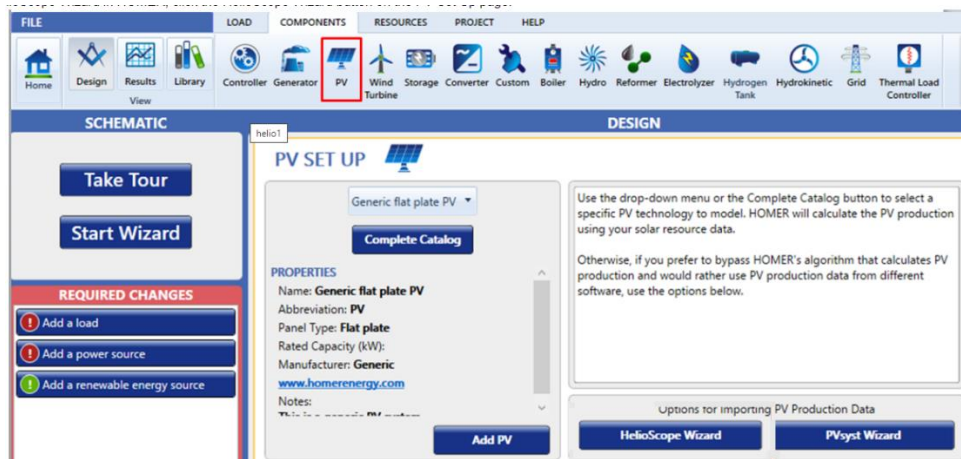 FILE
LOAD COMPONENTS RESOURCES PROJECT HELP
Home Design Results Library Controller Generator PV Wind Turbine Storage Converter Custom Boiler Hydro Reformer Electrolyzer Hydrogen Tank Hydrokinetic Grid Thermal Load Controller
View
SCHEMATIC
DESIGN
helio1
Take Tour
Start Wizard
REQUIRED CHANGES
Add a load
Add a power source
Add a renewable energy source
PV SET UP
Generic flat plate PV
Complete Catalog
PROPERTIES
Name: Generic flat plate PV
Abbreviation: PV
Panel Type: Flat plate
Rated Capacity (kW):
Manufacturer: Generic
www.homerenergy.com
Notes:
This is a generic PV system
Add PV
Use the drop-down menu or the Complete Catalog button to select a
specific PV technology to model. HOMER will calculate the PV production
using your solar resource data.
Otherwise, if you prefer to bypass HOMER's algorithm that calculates PV
production and would rather use PV production data from different
software, use the options below.
Options for Importing PV Production Data
HelioScope Wizard
PVsyst Wizard